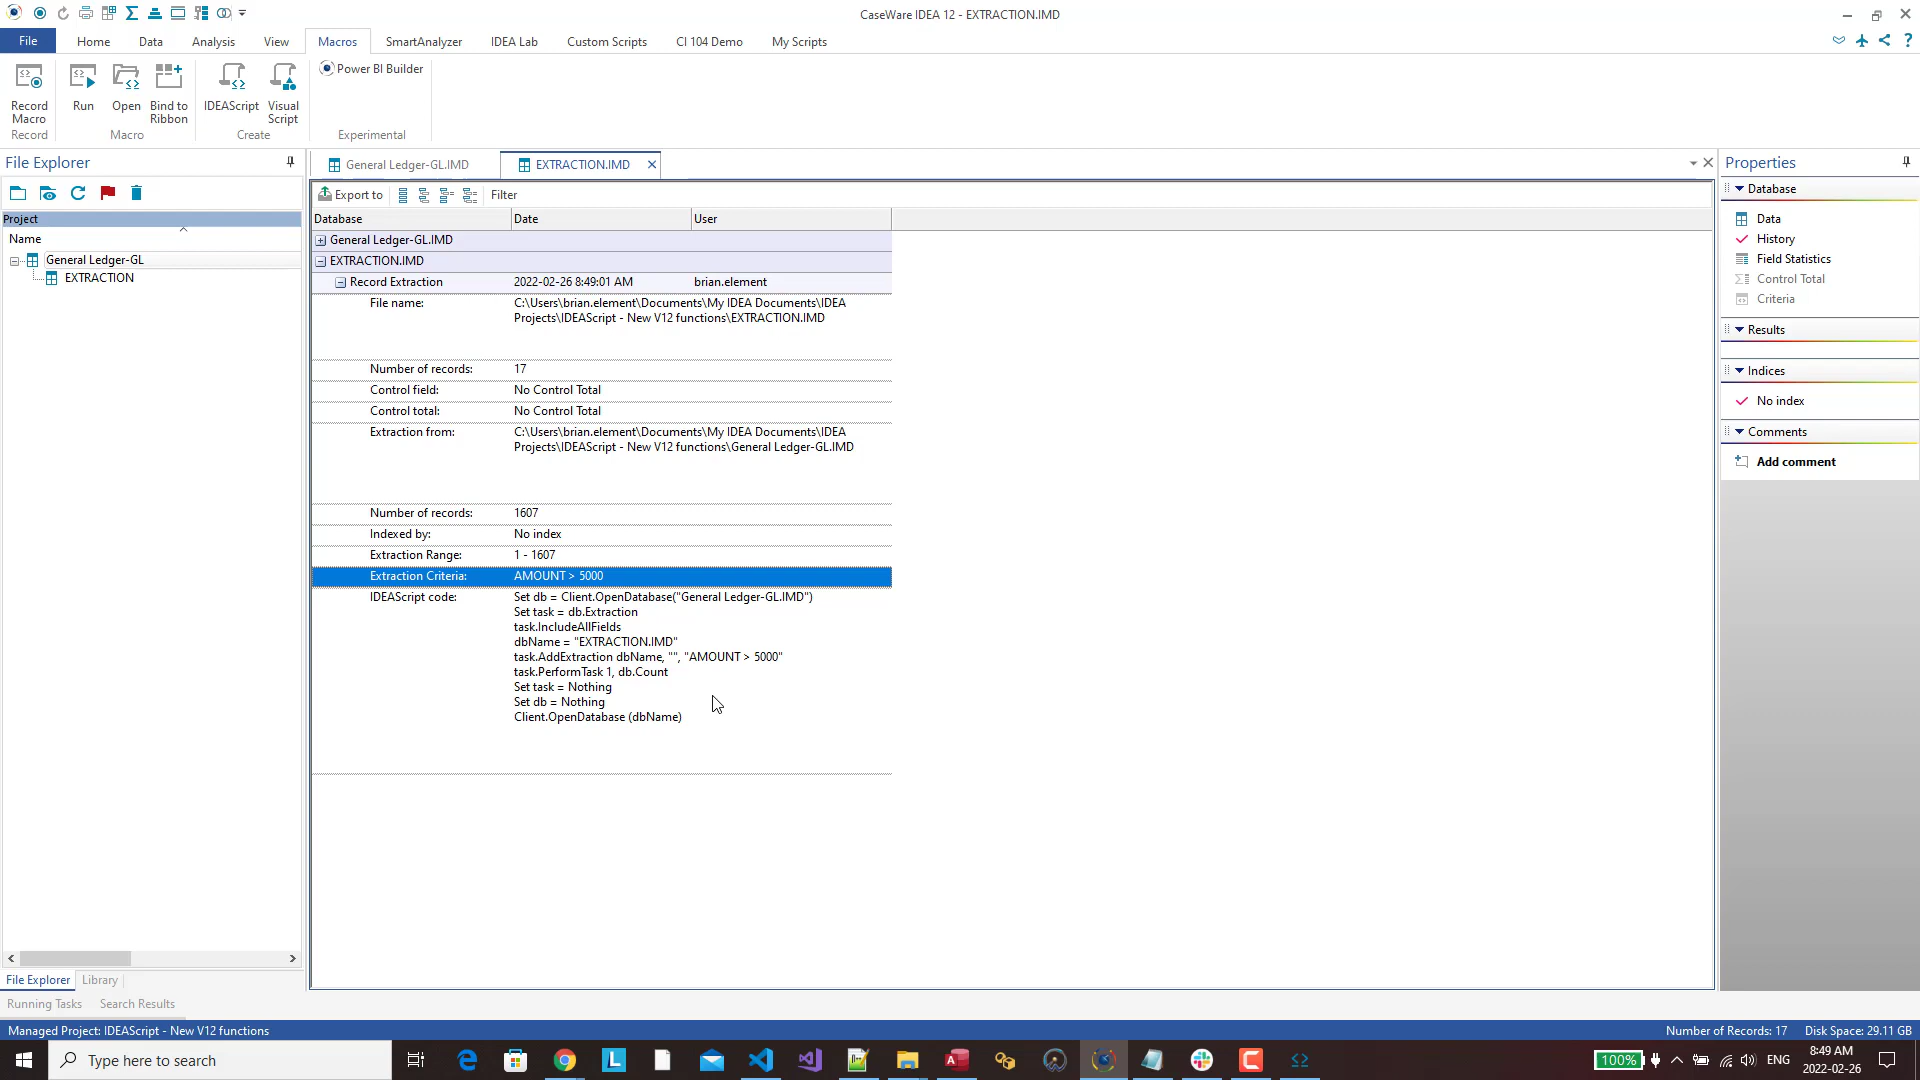 CaseWare IDEA 12 - EXTRACTION.IMD
File
Home
Data
Analysis
View
Macros
SmartAnalyzer
IDEA Lab
Custom Scripts
CI 104 Demo
My Scripts
Record
Macro
Run
Open
Bind to
Ribbon
IDEAScript
Visual
Script
Power BI Builder
Record
Macro
Create
Experimental
File Explorer
General Ledger-GL.IMD
EXTRACTION.IMD
Properties
Export to
Filter
Project
Name
General Ledger-GL
EXTRACTION
Database
Date
User
General Ledger-GL.IMD
EXTRACTION.IMD
Record Extraction
2022-02-26 8:49:01 AM
brian.element
File name:
C:\Users\brian.element\Documents\My IDEA Documents\IDEA
Projects\IDEAScript - New V12 functions\EXTRACTION.IMD
Number of records:
17
Control field:
No Control Total
Control total:
No Control Total
Extraction from:
C:\Users\brian.element\Documents\My IDEA Documents\IDEA
Projects\IDEAScript - New V12 functions\General Ledger-GL.IMD
Number of records:
1607
Indexed by:
No index
Extraction Range:
1 - 1607
Extraction Criteria:
AMOUNT > 5000
IDEAScript code:
Set db = Client.OpenDatabase("General Ledger-GL.IMD")
Set task = db.Extraction
task.IncludeAllFields
dbName = "EXTRACTION.IMD"
task.AddExtraction dbName, "", "AMOUNT > 5000"
task.PerformTask 1, db.Count
Set task = Nothing
Set db = Nothing
Client.OpenDatabase (dbName)
Database
Data
History
Field Statistics
Control Total
Criteria
Results
Indices
No index
Comments
Add comment
File Explorer
Library
Running Tasks
Search Results
Managed Project: IDEAScript - New V12 functions
Number of Records: 17
Disk Space: 29.11 GB
Type here to search
100%
ENG
8:49 AM
2022-02-26